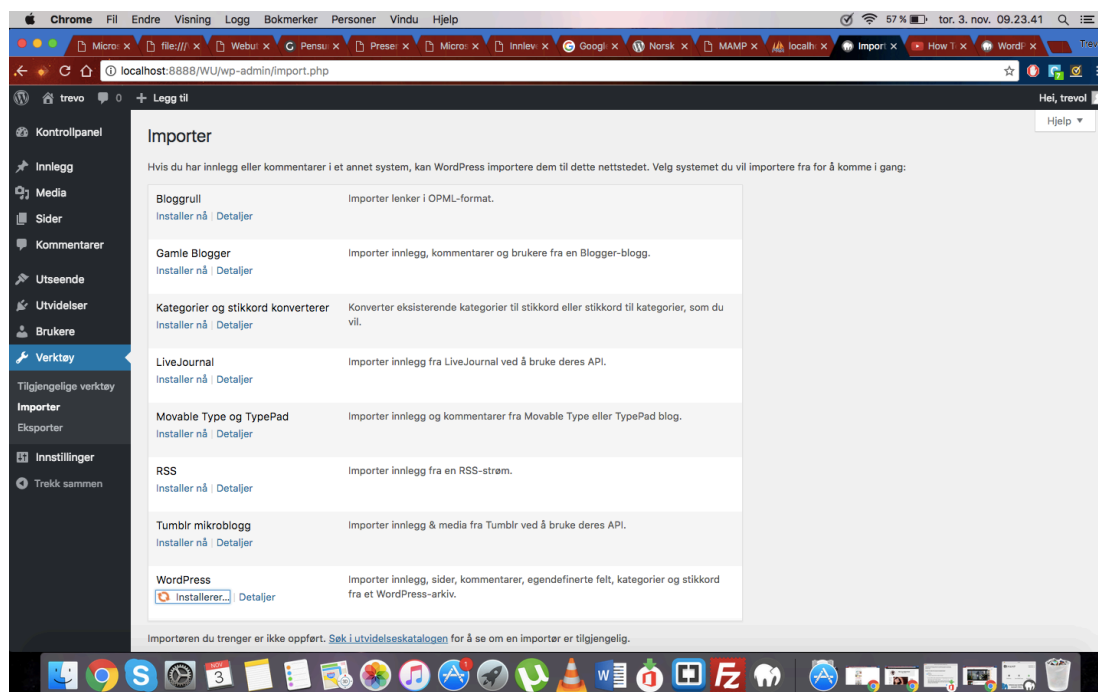 Chrome Fil Endre Visning Logg Bokmerker Personer Vindu Hjelp 57 % tor. 3. nov. 09.23.41
Micro: file:/// Webut Pensu Prese Micro: Innlev Googl Norsk MAMP localh Import How T WordF Trev
localhost:8888/WU/wp-admin/import.php
trevo 0 + Legg til Hei, trevol
Hjelp
Kontrollpanel
Innlegg
Media
Sider
Kommentarer
Utseende
Utvidelser
Brukere
Verktøy
Tilgjengelige verktøy
Importer
Eksporter
Innstillinger
Trekk sammen
Importer
Hvis du har innlegg eller kommentarer i et annet system, kan WordPress importere dem til dette nettstedet. Velg systemet du vil importere fra for å komme i gang:
Bloggrull Importer lenker i OPML-format.
Installer nå | Detaljer
Gamle Blogger Importer innlegg, kommentarer og brukere fra en Blogger-blogg.
Installer nå | Detaljer
Kategorier og stikkord konverterer Konverter eksisterende kategorier til stikkord eller stikkord til kategorier, som du
Installer nå | Detaljer vil.
LiveJournal Importer innlegg fra LiveJournal ved å bruke deres API.
Installer nå | Detaljer
Movable Type og TypePad Importer innlegg og kommentarer fra Movable Type eller TypePad blog.
Installer nå | Detaljer
RSS Importer innlegg fra en RSS-strøm.
Installer nå | Detaljer
Tumblr mikroblogg Importer innlegg & media fra Tumblr ved å bruke deres API.
Installer nå | Detaljer
WordPress Importer innlegg, sider, kommentarer, egendefinerte felt, kategorier og stikkord
Installerer... | Detaljer fra et WordPress-arkiv.
Importøren du trenger er ikke oppført. Søk i utvidelseskatalogen for å se om en importør er tilgjengelig.
NOV
3